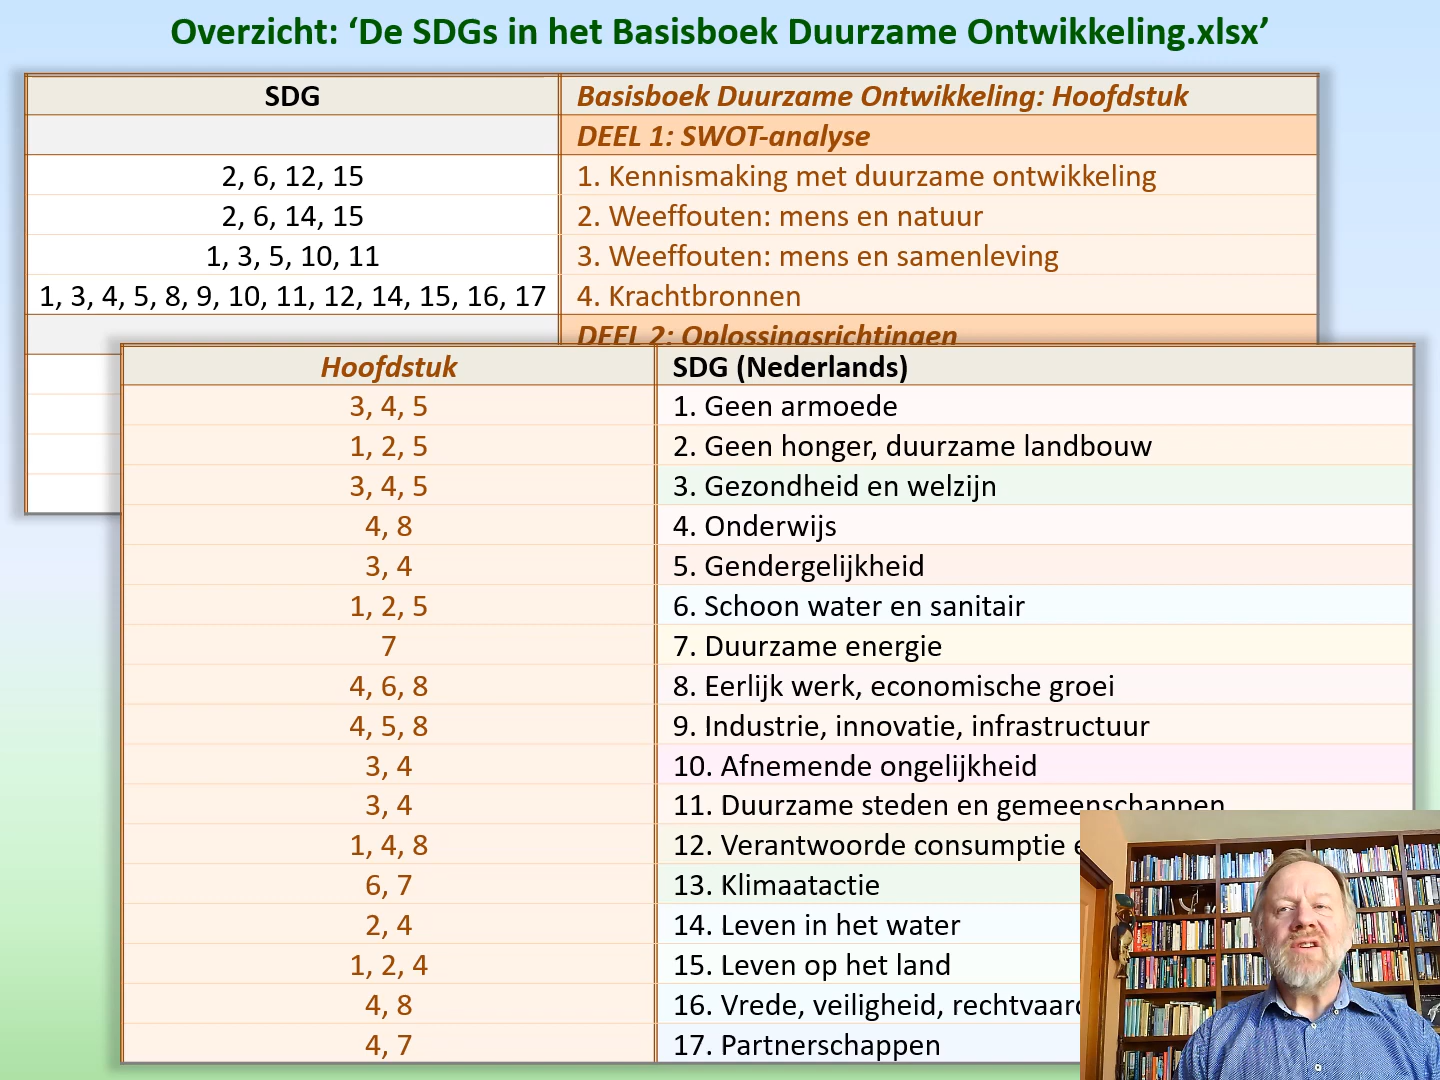 Overzicht: ‘De SDGs in het Basisboek Duurzame Ontwikkeling.xlsx’
SDG Basisboek Duurzame Ontwikkeling: Hoofdstuk
DEEL 1: SWOT-analyse
2, 6, 12, 15 1. Kennismaking met duurzame ontwikkeling
2, 6, 14, 15 2. Weeffouten: mens en natuur
1, 3, 5, 10, 11 3. Weeffouten: mens en samenleving
1, 3, 4, 5, 8, 9, 10, 11, 12, 14, 15, 16, 17 4. Krachtbronnen
DEEL 2: Oplossingsrichtingen
Hoofdstuk SDG (Nederlands)
3, 4, 5 1. Geen armoede
1, 2, 5 2. Geen honger, duurzame landbouw
3, 4, 5 3. Gezondheid en welzijn
4, 8 4. Onderwijs
3, 4 5. Gendergelijkheid
1, 2, 5 6. Schoon water en sanitair
7 7. Duurzame energie
4, 6, 8 8. Eerlijk werk, economische groei
4, 5, 8 9. Industrie, innovatie, infrastructuur
3, 4 10. Afnemende ongelijkheid
3, 4 11. Duurzame steden en gemeenschappen
1, 4, 8 12. Verantwoorde consumptie
6, 7 13. Klimaatactie
2, 4 14. Leven in het water
1, 2, 4 15. Leven op het land
4, 8 16. Vrede, veiligheid,
4, 7 17. Partnerschappen